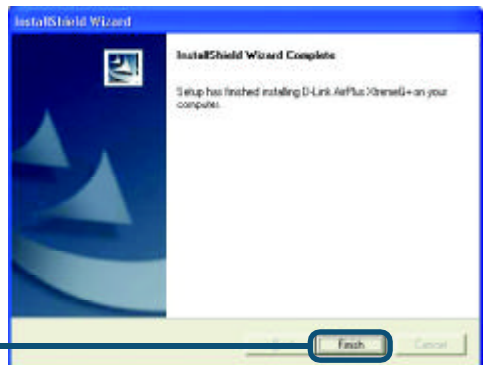 InstallShield Wizard
InstallShield Wizard Complete
Setup has finished installing D-Link AirPlus XtremeG+ on your
computer.
Finish
Cancel